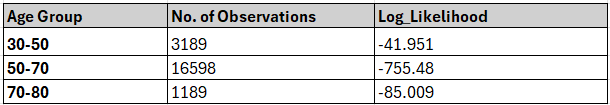 Age Group No. of Observations Log_Likelihood
30-50 3189 -41.951
50-70 16598 -755.48
70-80 1189 -85.009